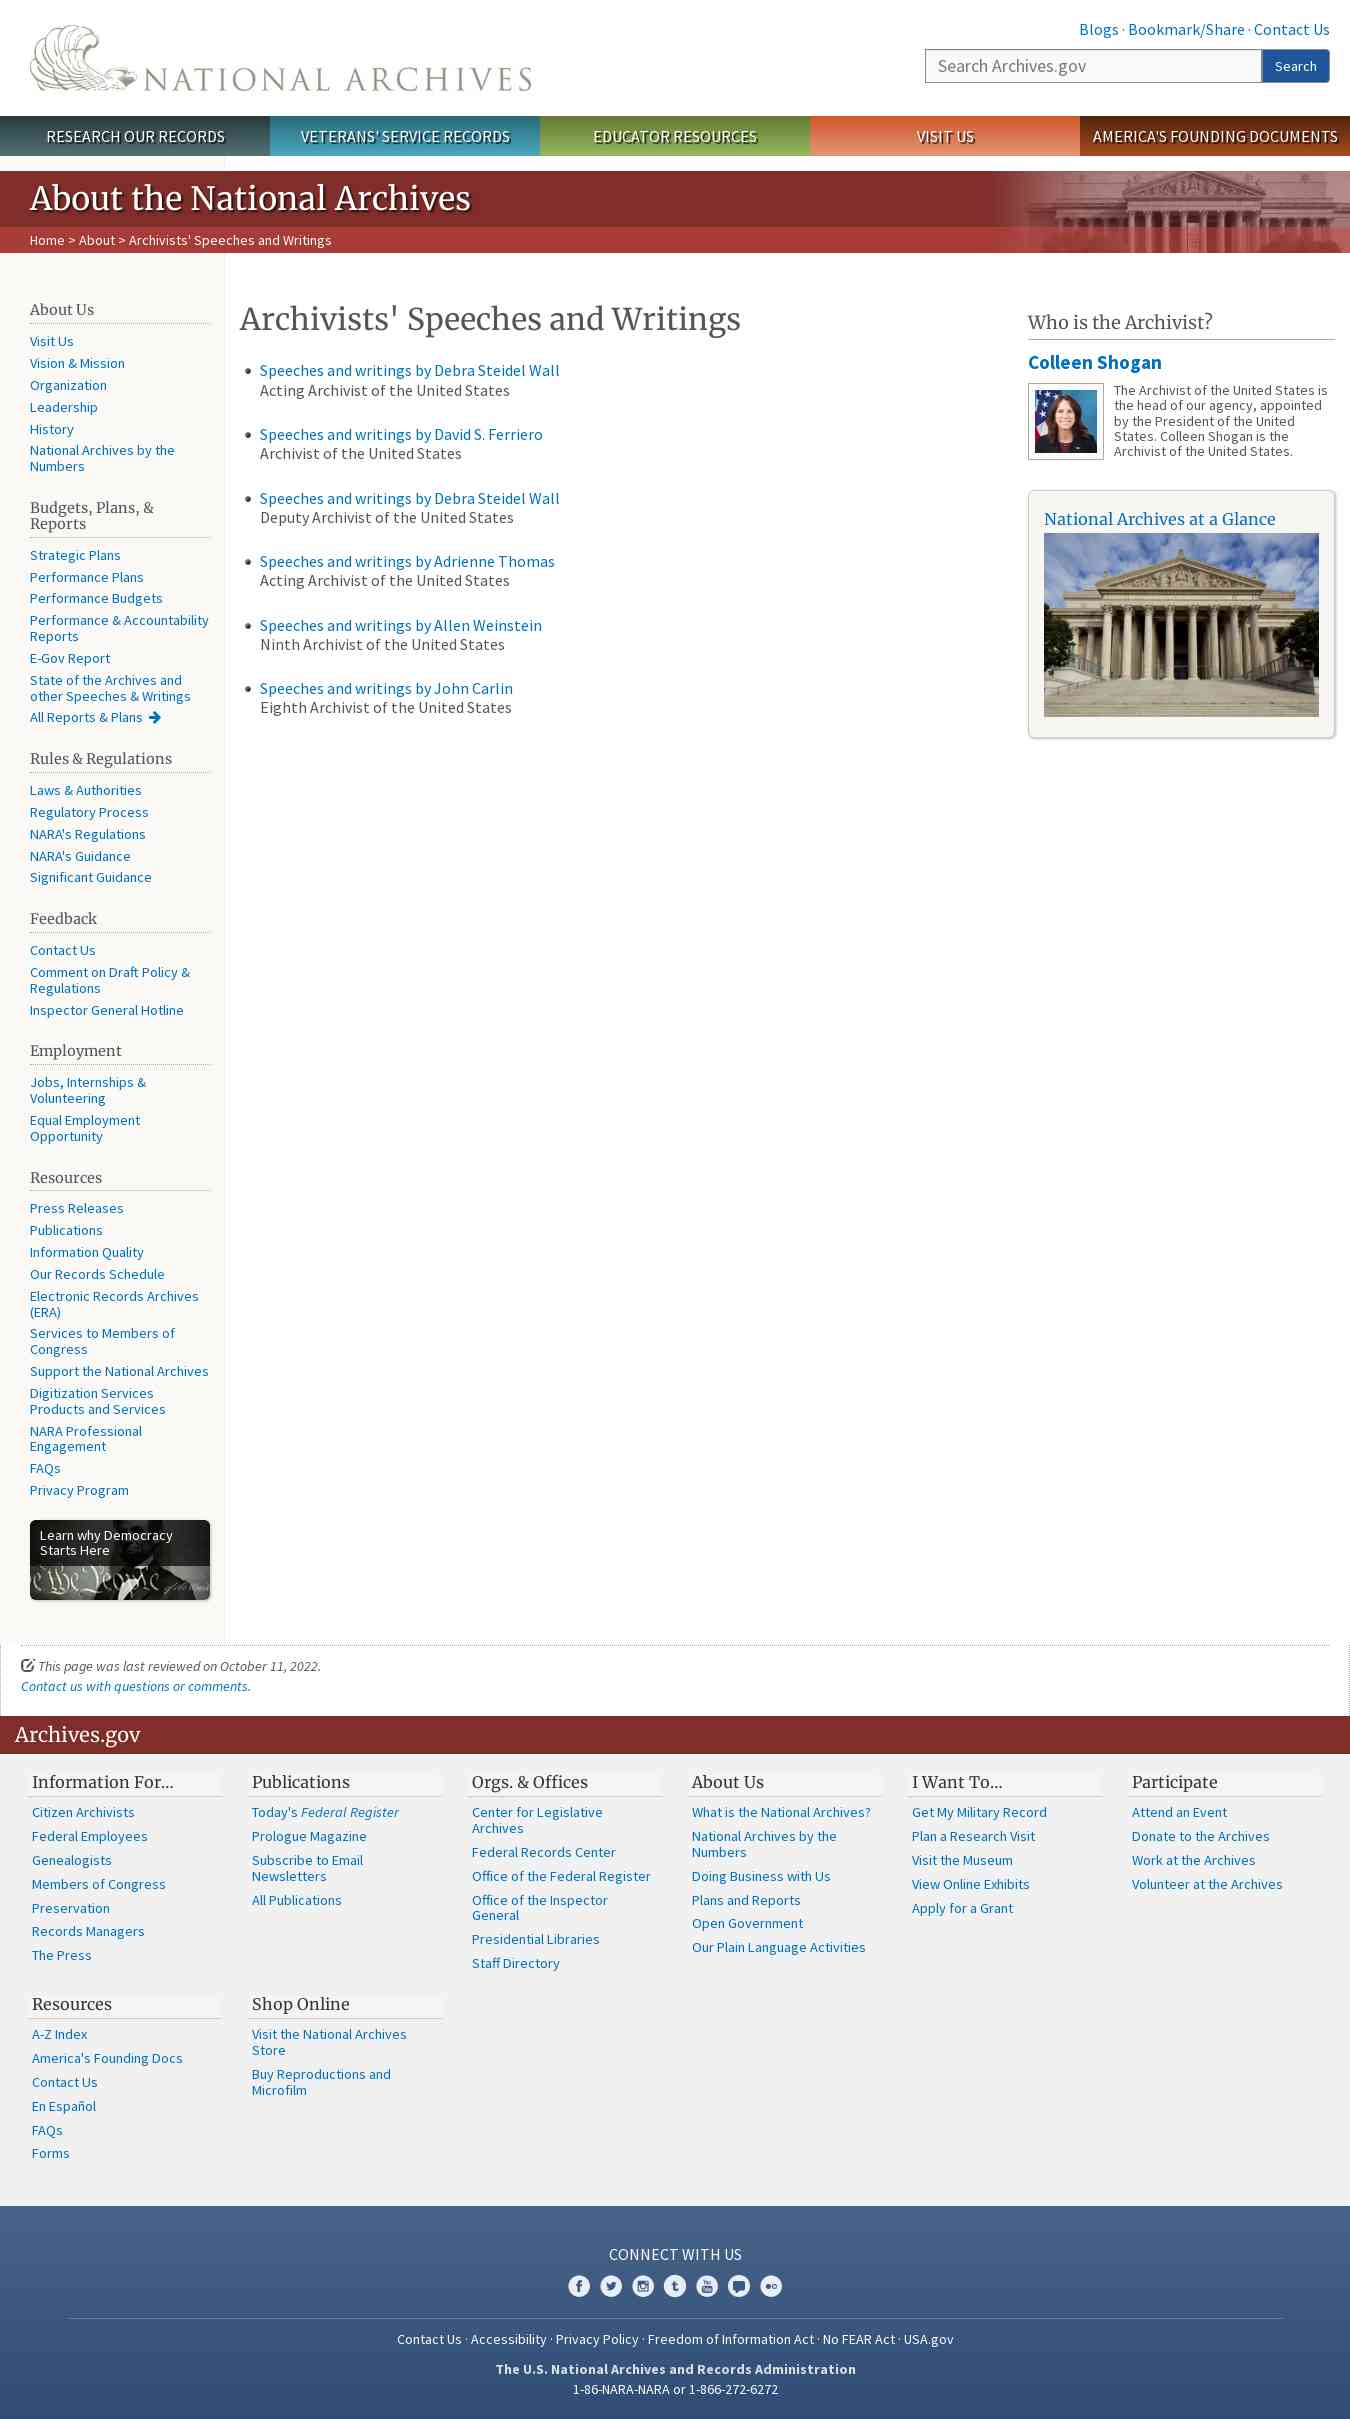 NATIONAL ARCHIVES
Blogs · Bookmark/Share · Contact Us
Search Archives.gov
Search
RESEARCH OUR RECORDS
VETERANS' SERVICE RECORDS
EDUCATOR RESOURCES
VISIT US
AMERICA'S FOUNDING DOCUMENTS
About the National Archives
Home > About > Archivists' Speeches and Writings
About Us
Visit Us
Vision & Mission
Organization
Leadership
History
National Archives by the
Numbers
Budgets, Plans, &
Reports
Strategic Plans
Performance Plans
Performance Budgets
Performance & Accountability
Reports
E-Gov Report
State of the Archives and
other Speeches & Writings
All Reports & Plans
Rules & Regulations
Laws & Authorities
Regulatory Process
NARA's Regulations
NARA's Guidance
Significant Guidance
Feedback
Contact Us
Comment on Draft Policy &
Regulations
Inspector General Hotline
Employment
Jobs, Internships &
Volunteering
Equal Employment
Opportunity
Resources
Press Releases
Publications
Information Quality
Our Records Schedule
Electronic Records Archives
(ERA)
Services to Members of
Congress
Support the National Archives
Digitization Services
Products and Services
NARA Professional
Engagement
FAQs
Privacy Program
Learn why Democracy
Starts Here
e the People
Archivists' Speeches and Writings
Speeches and writings by Debra Steidel Wall
Acting Archivist of the United States
Speeches and writings by David S. Ferriero
Archivist of the United States
Speeches and writings by Debra Steidel Wall
Deputy Archivist of the United States
Speeches and writings by Adrienne Thomas
Acting Archivist of the United States
Speeches and writings by Allen Weinstein
Ninth Archivist of the United States
Speeches and writings by John Carlin
Eighth Archivist of the United States
Who is the Archivist?
Colleen Shogan
The Archivist of the United States is
the head of our agency, appointed
by the President of the United
States. Colleen Shogan is the
Archivist of the United States.
National Archives at a Glance
This page was last reviewed on October 11, 2022.
Contact us with questions or comments.
Archives.gov
Information For…
Citizen Archivists
Federal Employees
Genealogists
Members of Congress
Preservation
Records Managers
The Press
Publications
Today's Federal Register
Prologue Magazine
Subscribe to Email
Newsletters
All Publications
Orgs. & Offices
Center for Legislative
Archives
Federal Records Center
Office of the Federal Register
Office of the Inspector
General
Presidential Libraries
Staff Directory
About Us
What is the National Archives?
National Archives by the
Numbers
Doing Business with Us
Plans and Reports
Open Government
Our Plain Language Activities
I Want To…
Get My Military Record
Plan a Research Visit
Visit the Museum
View Online Exhibits
Apply for a Grant
Participate
Attend an Event
Donate to the Archives
Work at the Archives
Volunteer at the Archives
Resources
A-Z Index
America's Founding Docs
Contact Us
En Español
FAQs
Forms
Shop Online
Visit the National Archives
Store
Buy Reproductions and
Microfilm
CONNECT WITH US
Contact Us · Accessibility · Privacy Policy · Freedom of Information Act · No FEAR Act · USA.gov
The U.S. National Archives and Records Administration
1-86-NARA-NARA or 1-866-272-6272